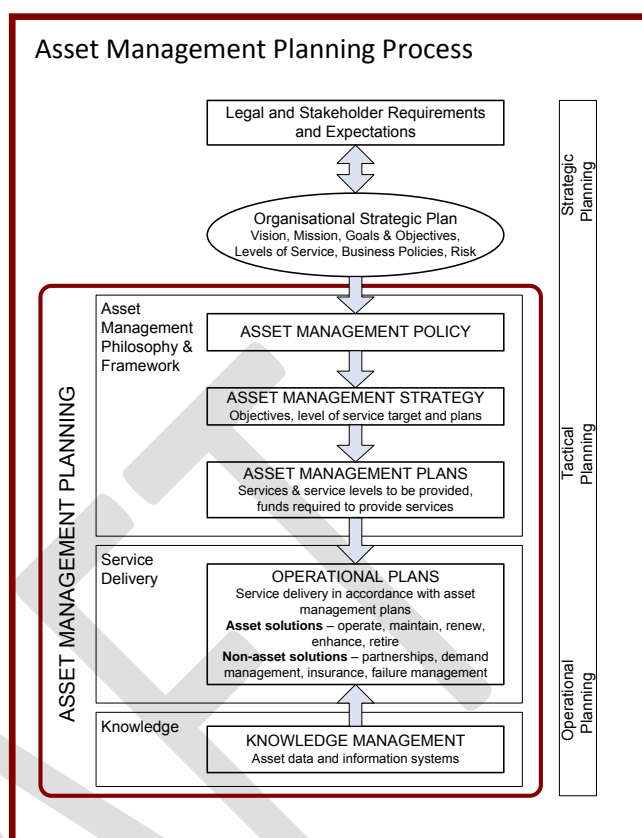 Asset Management Planning Process
Legal and Stakeholder Requirements
and Expectations
Organisational Strategic Plan
Vision, Mission, Goals & Objectives,
Levels of Service, Business Policies, Risk
Strategic
Planning
ASSET MANAGEMENT PLANNING
Asset
Management
Philosophy &
Framework
ASSET MANAGEMENT POLICY
ASSET MANAGEMENT STRATEGY
Objectives, level of service target and plans
ASSET MANAGEMENT PLANS
Services & service levels to be provided,
funds required to provide services
Tactical
Planning
Service
Delivery
OPERATIONAL PLANS
Service delivery in accordance with asset
management plans
Asset solutions – operate, maintain, renew,
enhance, retire
Non-asset solutions – partnerships, demand
management, insurance, failure management
Operational
Planning
Knowledge
KNOWLEDGE MANAGEMENT
Asset data and information systems